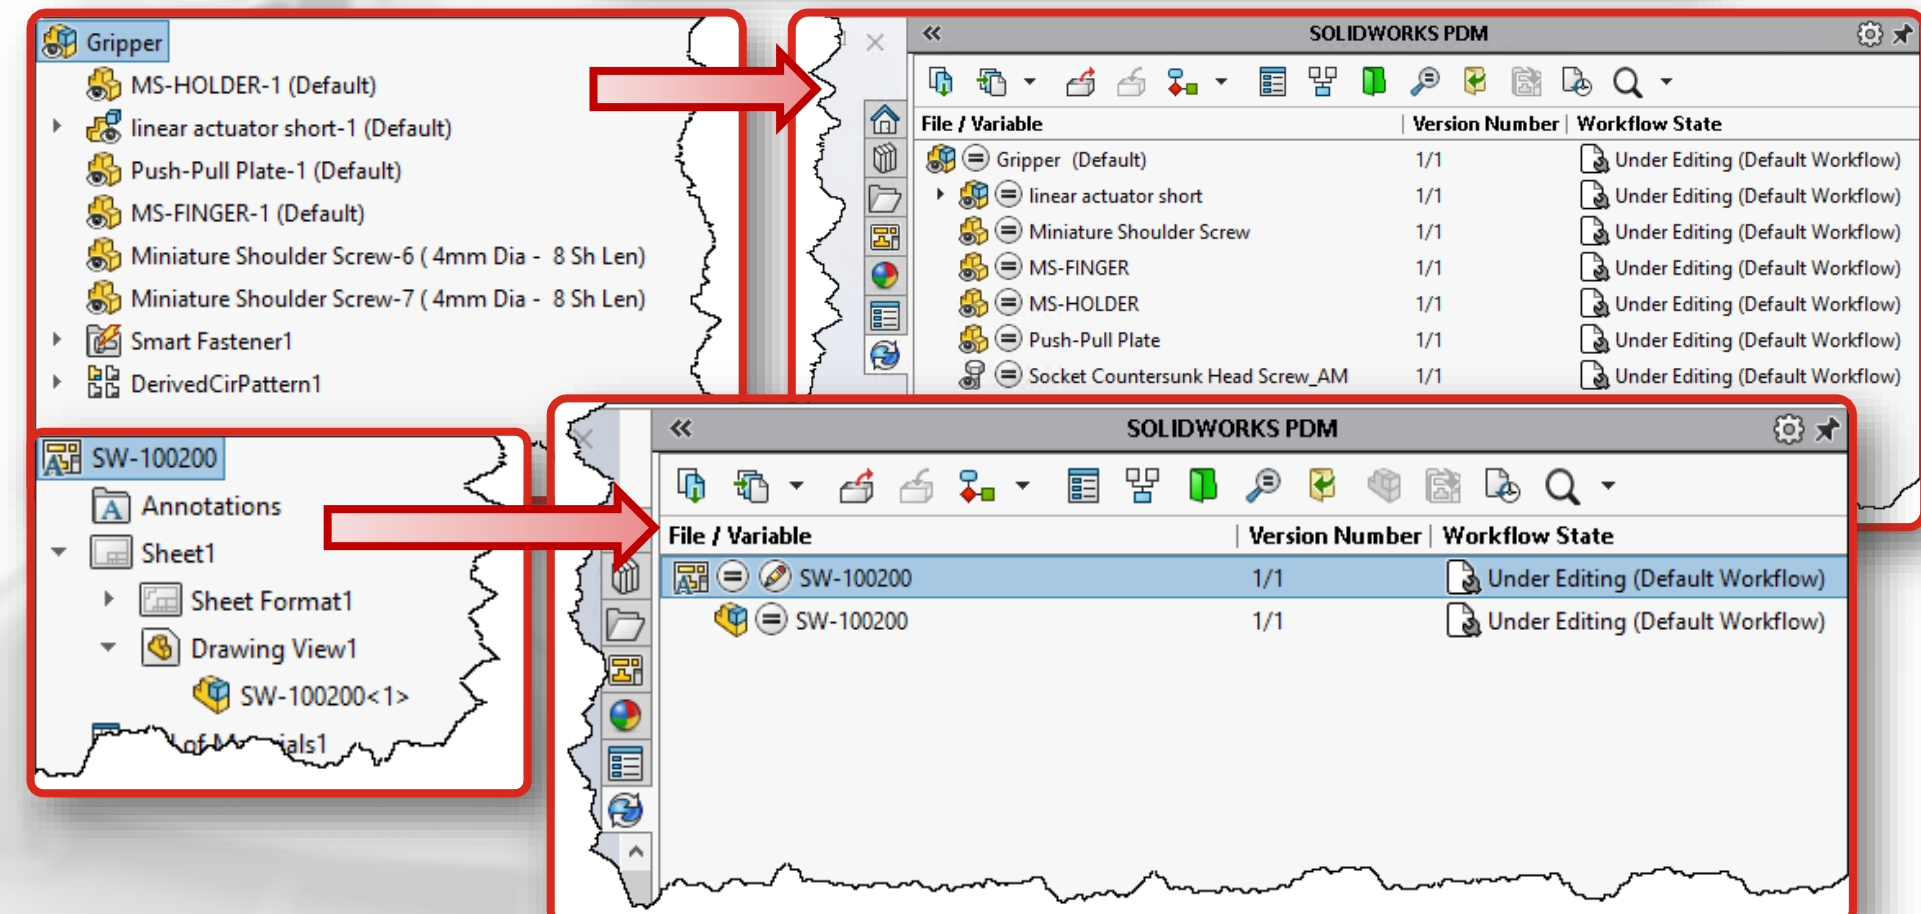 Gripper
MS-HOLDER-1 (Default)
linear actuator short-1 (Default)
Push-Pull Plate-1 (Default)
MS-FINGER-1 (Default)
Miniature Shoulder Screw-6 ( 4mm Dia - 8 Sh Len)
Miniature Shoulder Screw-7 ( 4mm Dia - 8 Sh Len)
Smart Fastener1
DerivedCirPattern1
SOLIDWORKS PDM
File / Variable Version Number Workflow State
Gripper (Default) 1/1 Under Editing (Default Workflow)
linear actuator short 1/1 Under Editing (Default Workflow)
Miniature Shoulder Screw 1/1 Under Editing (Default Workflow)
MS-FINGER 1/1 Under Editing (Default Workflow)
MS-HOLDER 1/1 Under Editing (Default Workflow)
Push-Pull Plate 1/1 Under Editing (Default Workflow)
Socket Countersunk Head Screw_AM 1/1 Under Editing (Default Workflow)
SW-100200
Annotations
Sheet1
Sheet Format1
Drawing View1
SW-100200<1>
of
SOLIDWORKS PDM
File / Variable Version Number Workflow State
SW-100200 1/1 Under Editing (Default Workflow)
SW-100200 1/1 Under Editing (Default Workflow)